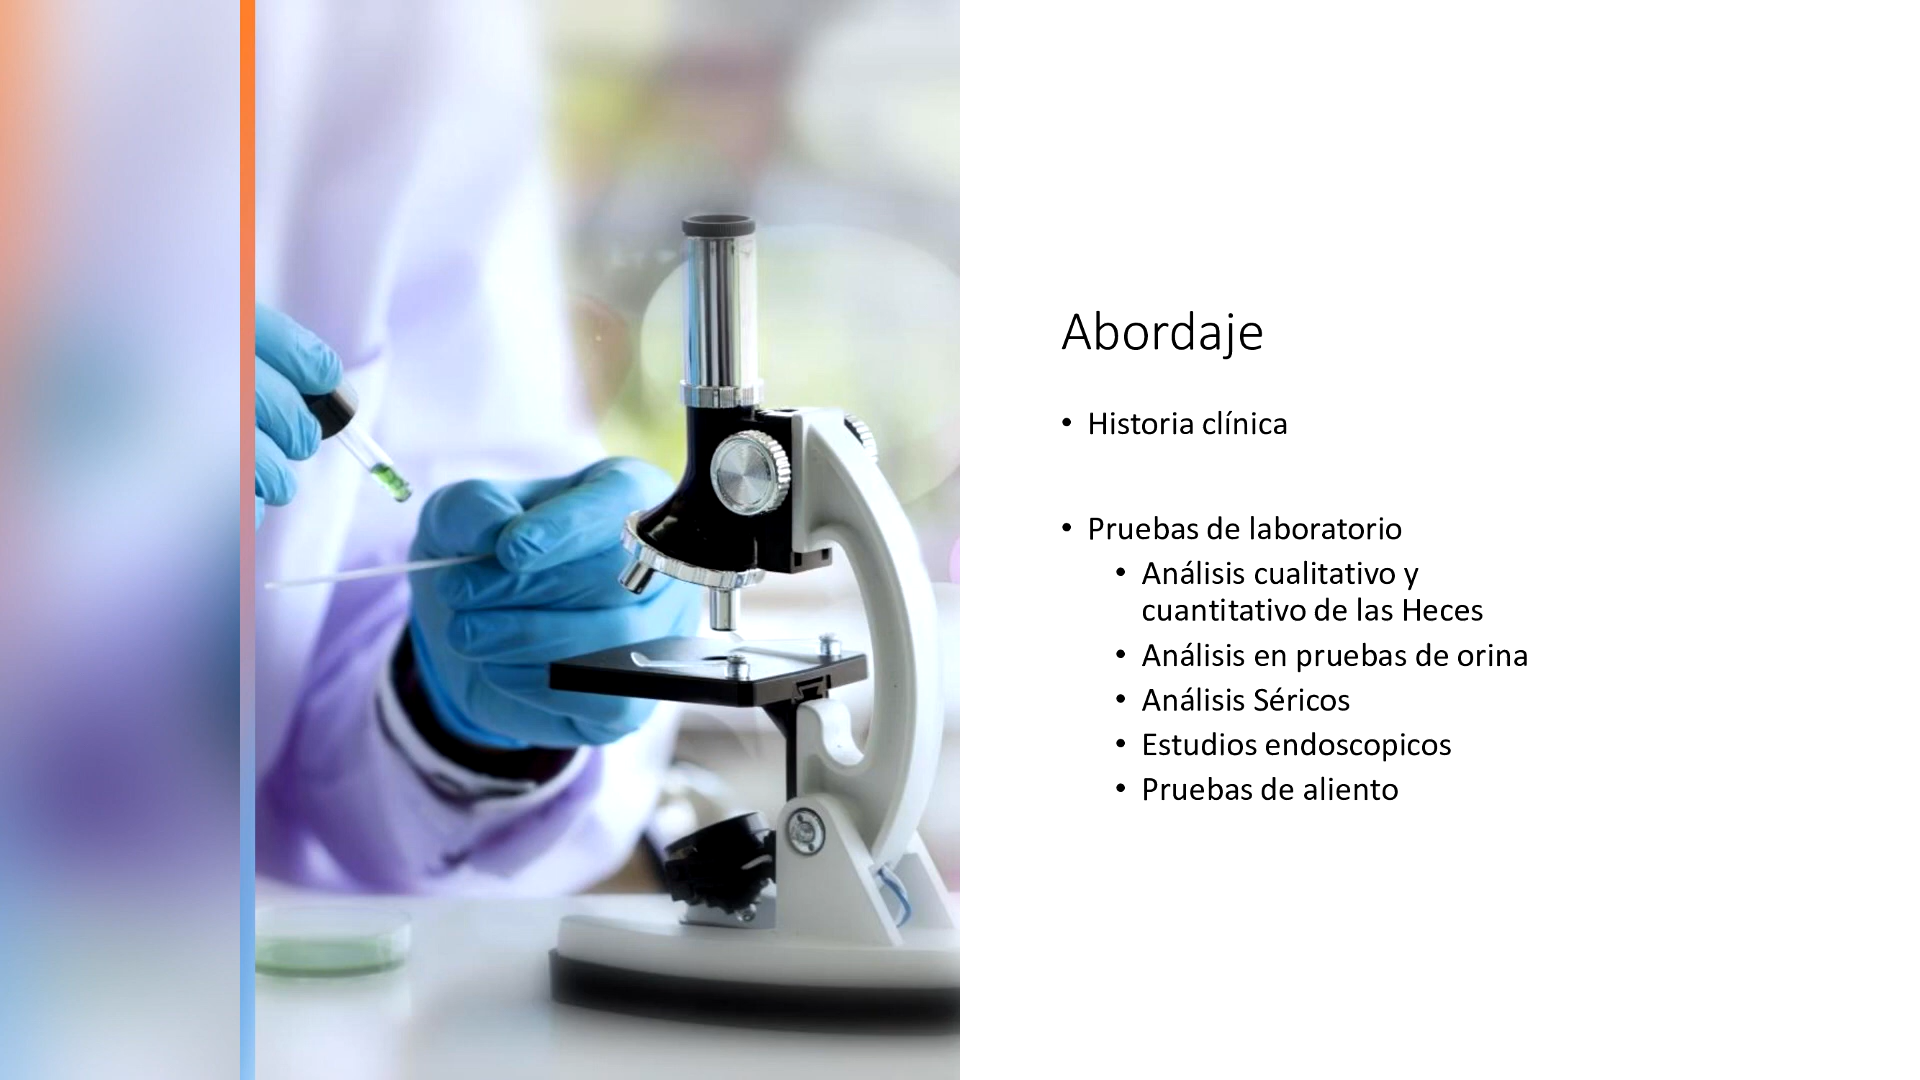 Abordaje
• Historia clínica
• Pruebas de laboratorio
• Análisis cualitativo y
cuantitativo de las Heces
• Análisis en pruebas de orina
• Análisis Séricos
• Estudios endoscopicos
• Pruebas de aliento